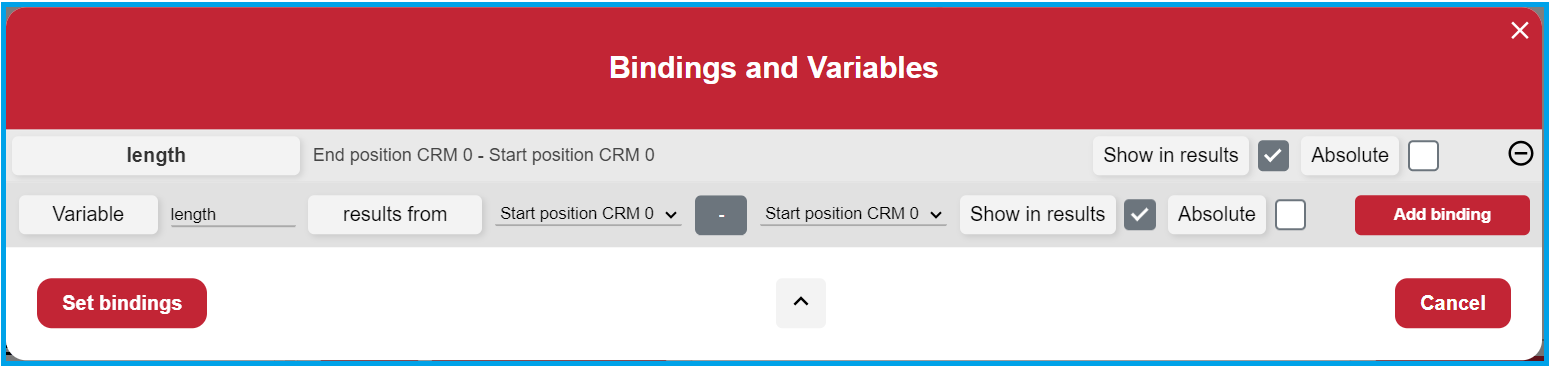 Bindings and Variables
length End position CRM 0 - Start position CRM 0 Show in results Absolute
Variable length results from Start position CRM 0 - Start position CRM 0 Show in results Absolute Add binding
Set bindings Cancel